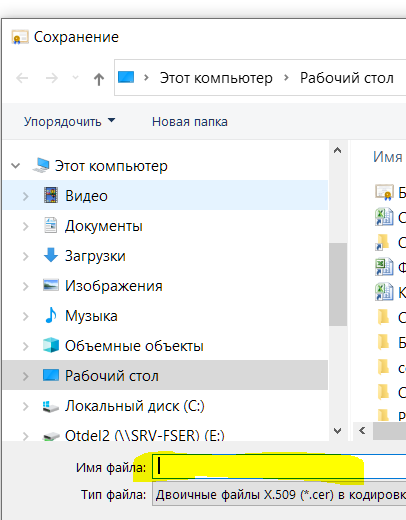 Сохранение
Этот компьютер
Рабочий стол
Упорядочить
Новая папка
Имя
Этот компьютер
Видео
Документы
Загрузки
Изображения
Музыка
Объемные объекты
Рабочий стол
Локальный диск (C:)
Otdel2 (\\SRV-FSER) (E:)
Б
С
С
Ф
К
С
Б
с
С
Р
Имя файла:
Тип файла:
Двоичные файлы X.509 (*.cer) в кодировк